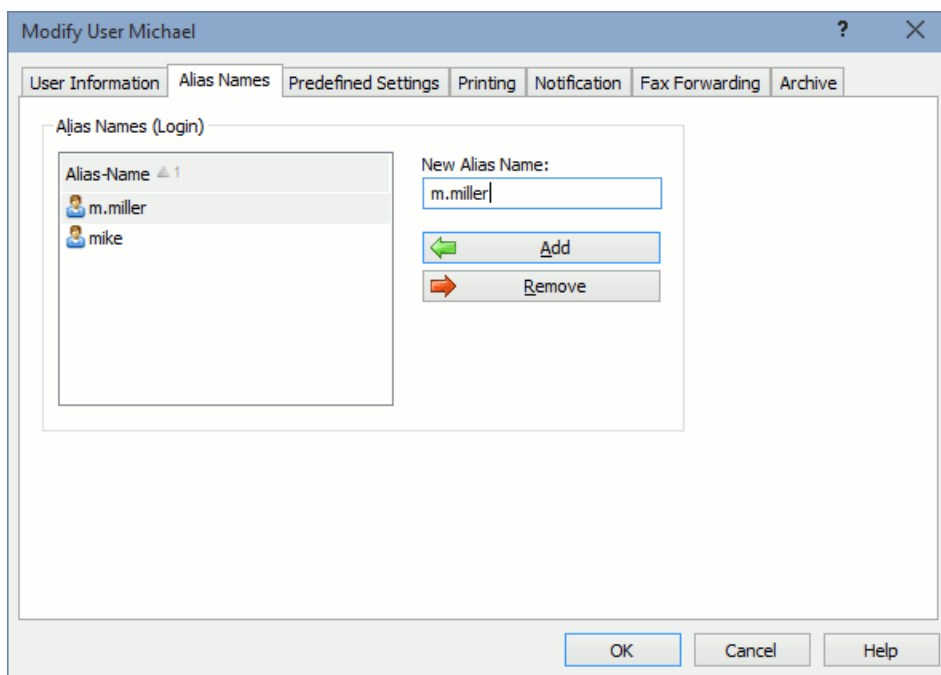 Modify User Michael ?
User Information Alias Names Predefined Settings Printing Notification Fax Forwarding Archive
Alias Names (Login)
Alias-Name 1
m.miller
mike
New Alias Name:
m.miller
Add
Remove
OK Cancel Help